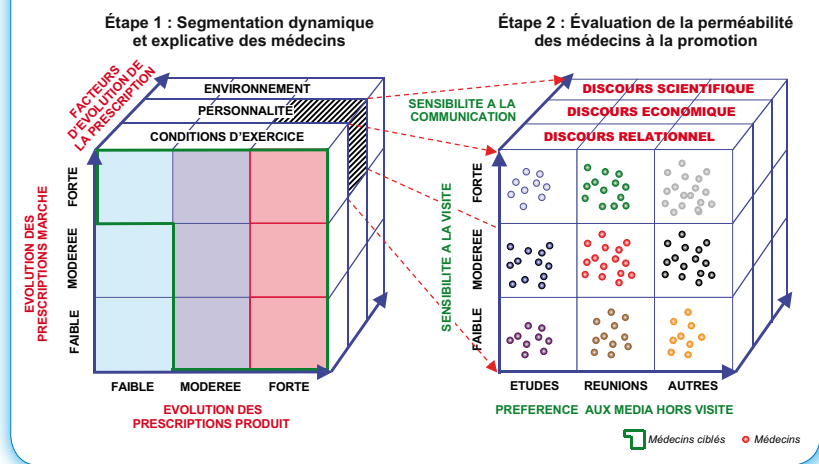 Étape 1 : Segmentation dynamique
et explicative des médecins
FACTEURS
D'EVOLUTION DE
LA PRESCRIPTION
ENVIRONNEMENT
PERSONNALITE
CONDITIONS D'EXERCICE
EVOLUTION DES
PRESCRIPTIONS MARCHE
FORTE
MODEREE
FAIBLE
FAIBLE
MODEREE
FORTE
EVOLUTION DES
PRESCRIPTIONS PRODUIT
Étape 2 : Évaluation de la perméabilité
des médecins à la promotion
SENSIBILITE A LA
COMMUNICATION
DISCOURS SCIENTIFIQUE
DISCOURS ECONOMIQUE
DISCOURS RELATIONNEL
SENSIBILITE A LA VISITE
FORTE
MODEREE
FAIBLE
ETUDES
REUNIONS
AUTRES
PREFERENCE AUX MEDIA HORS VISITE
Médecins ciblés
Médecins